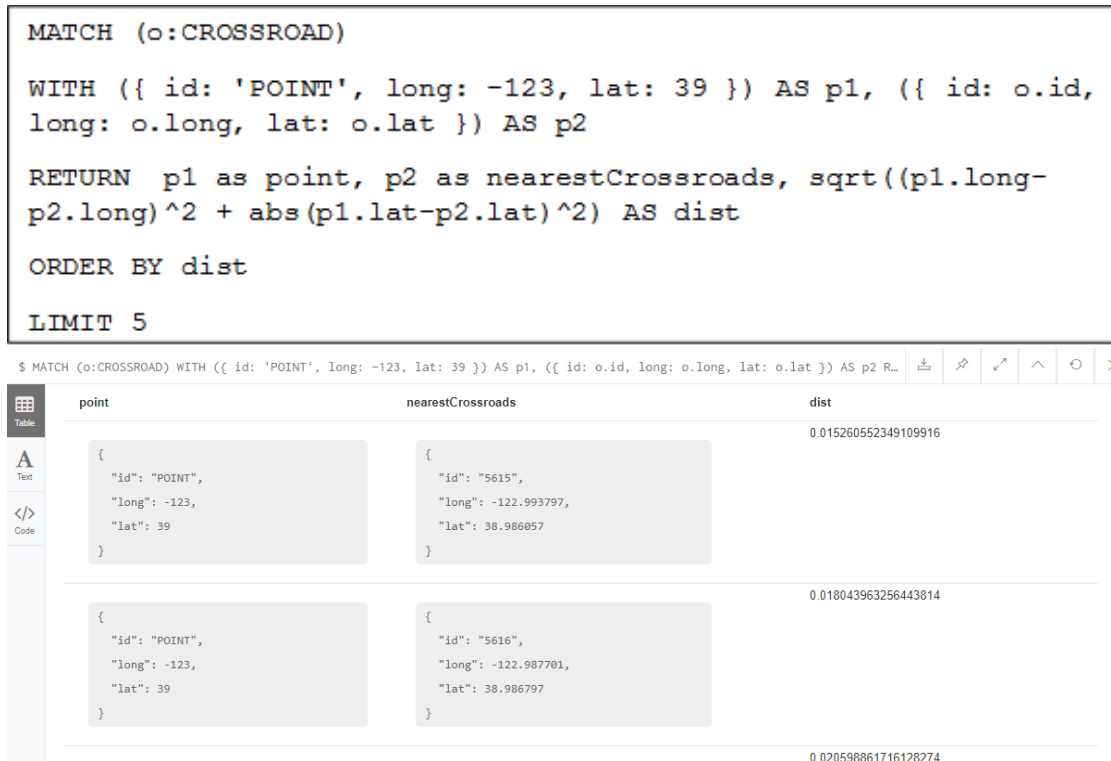 MATCH (o:CROSSROAD)
WITH ({ id: 'POINT', long: -123, lat: 39 }) AS p1, ({ id: o.id,
long: o.long, lat: o.lat }) AS p2
RETURN  p1 as point, p2 as nearestCrossroads, sqrt((p1.long-
p2.long)^2 + abs(p1.lat-p2.lat)^2) AS dist
ORDER BY dist
LIMIT 5
$ MATCH (o:CROSSROAD) WITH ({ id: 'POINT', long: -123, lat: 39 }) AS p1, ({ id: o.id, long: o.long, lat: o.lat }) AS p2 R…
Table
A
Text
</>
Code
point nearestCrossroads dist
0.015260552349109916
{
"id": "POINT",
"long": -123,
"lat": 39
}
{
"id": "5615",
"long": -122.993797,
"lat": 38.986057
}
0.018043963256443814
{
"id": "POINT",
"long": -123,
"lat": 39
}
{
"id": "5616",
"long": -122.987701,
"lat": 38.986797
}
0.020598861716128274